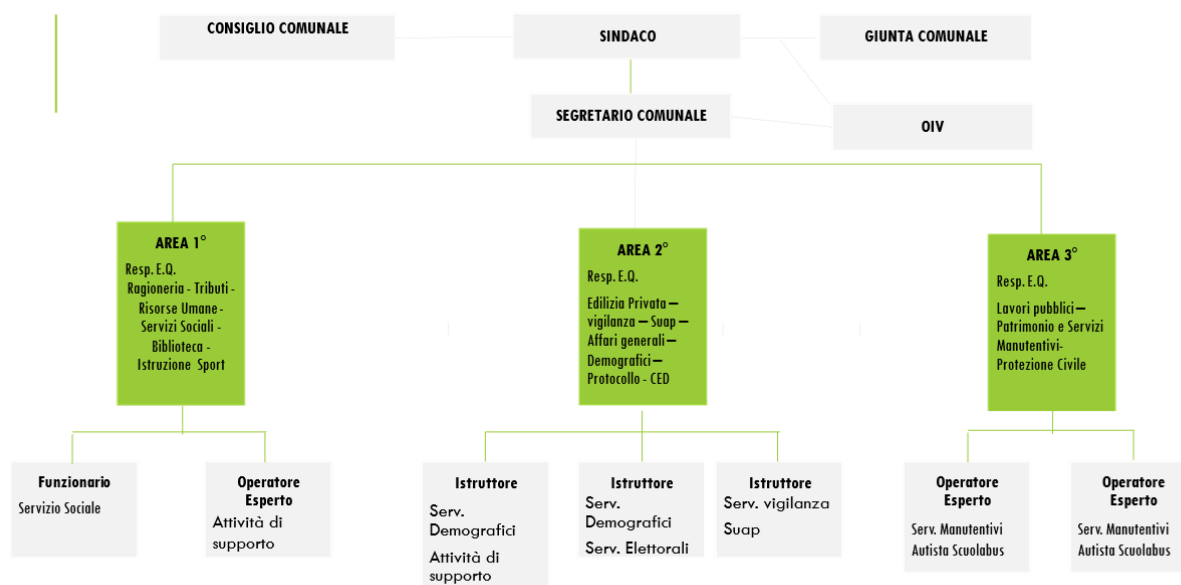 CONSIGLIO COMUNALE
SINDACO
GIUNTA COMUNALE
SEGRETARIO COMUNALE
OIV
AREA 1°
Resp. E.Q.
Ragioneria - Tributi -
Risorse Umane -
Servizi Sociali -
Biblioteca -
Istruzione Sport
AREA 2°
Resp. E.Q.
Edilizia Privata –
vigilanza – Suap –
Affari generali –
Demografici –
Protocollo - CED
AREA 3°
Resp. E.Q.
Lavori pubblici –
Patrimonio e Servizi
Manutentivi-
Protezione Civile
Funzionario
Servizio Sociale
Operatore
Esperto
Attività di
supporto
Istruttore
Serv.
Demografici
Attività di
supporto
Istruttore
Serv.
Demografici
Serv. Elettorali
Istruttore
Serv. vigilanza
Suap
Operatore
Esperto
Serv. Manutentivi
Autista Scuolabus
Operatore
Esperto
Serv. Manutentivi
Autista Scuolabus